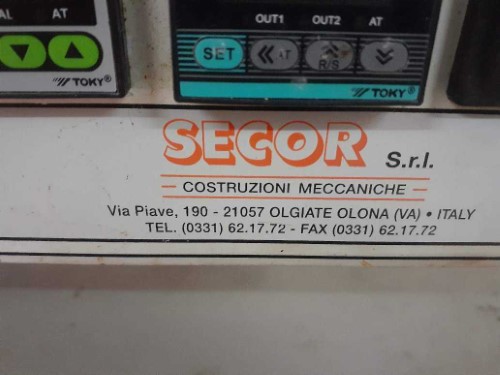 AL AT
OUT1 OUT2 AT
SET AT R/S
TOKY®
TOKY®
SECOR S.r.l.
COSTRUZIONI MECCANICHE
Via Piave, 190 - 21057 OLGIATE OLONA (VA) • ITALY
TEL. (0331) 62.17.72 - FAX (0331) 62.17.72